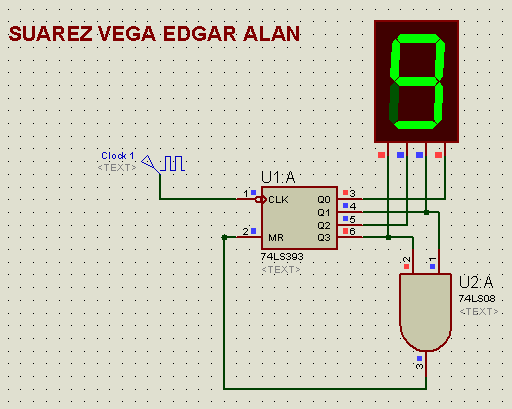 SUAREZ VEGA EDGAR ALAN
9
Clock 1
<TEXT>
U1:A
1 CLK Q0 3
Q1 4
Q2 5
2 MR Q3 6
74LS393
<TEXT>
2 1
U2:A
74LS08
<TEXT>
3